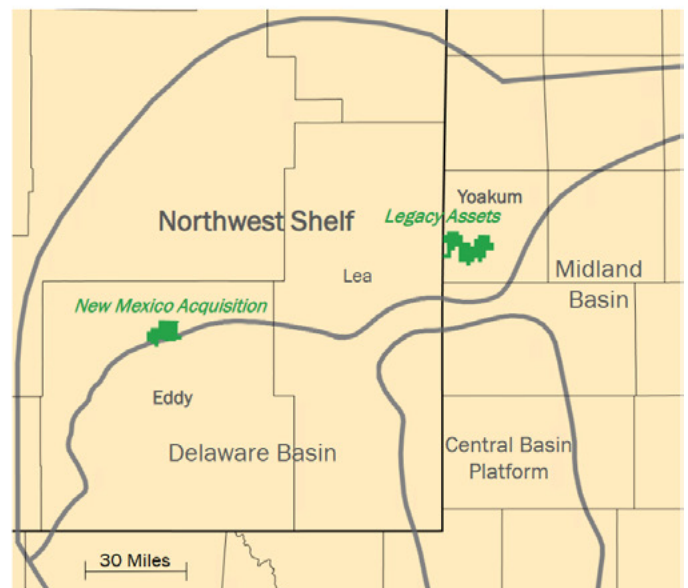 Yoakum
Northwest Shelf
Legacy Assets
Lea
Midland
Basin
New Mexico Acquisition
Eddy
Delaware Basin
Central Basin
Platform
30 Miles